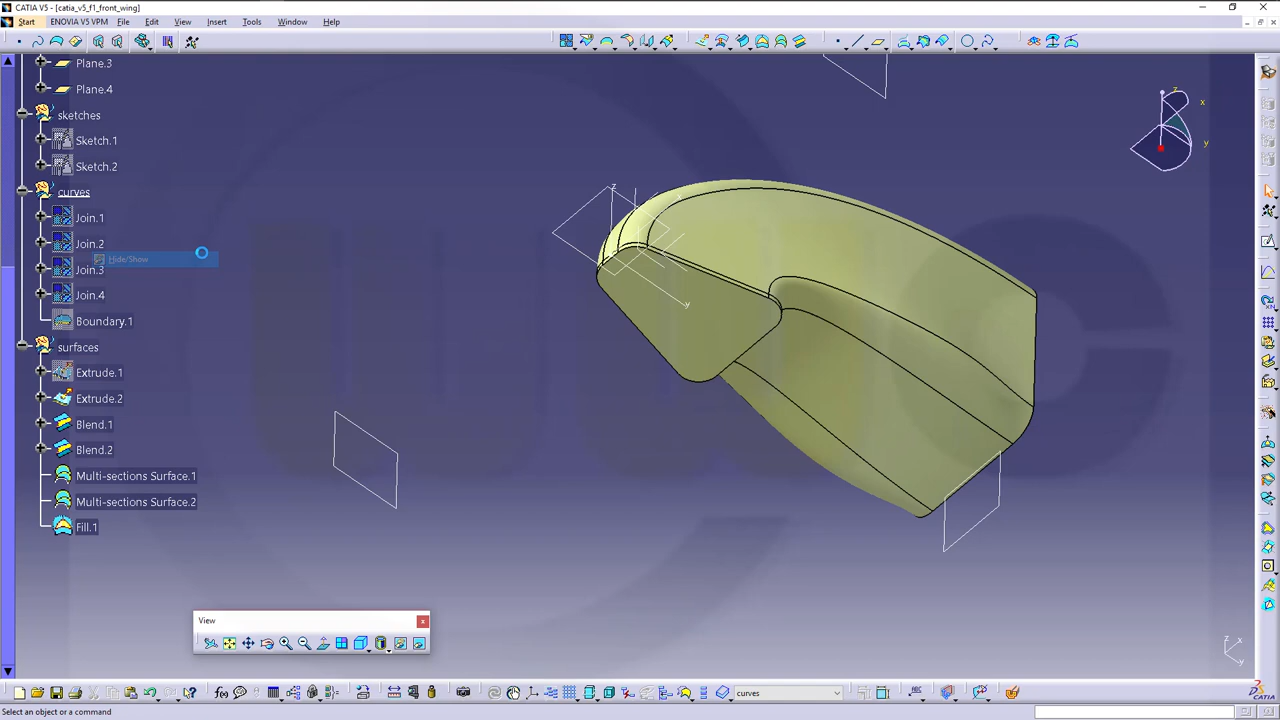 CATIA V5 - [catia_v5_f1_front_wing]
Start ENOVIA V5 VPM File Edit View Insert Tools Window Help
Plane.3
Plane.4
sketches
Sketch.1
Sketch.2
curves
Join.1
Join.2
Hide/Show
Join.3
Join.4
Boundary.1
surfaces
Extrude.1
Extrude.2
Blend.1
Blend.2
Multi-sections Surface.1
Multi-sections Surface.2
Fill.1
z
y
z
x
y
View
z
x
y
curves
CATIA
Select an object or a command